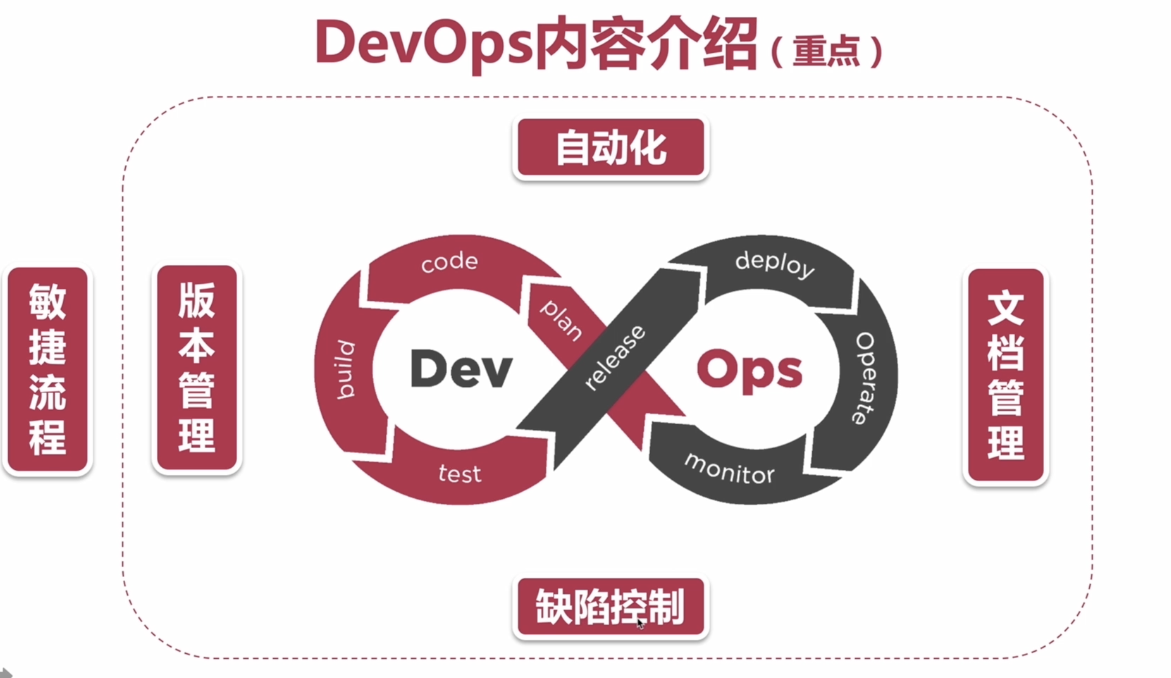 DevOps内容介绍（重点）
自动化
敏捷流程
版本管理
code
plan
build
Dev
test
release
deploy
Ops
Operate
monitor
文档管理
缺陷控制